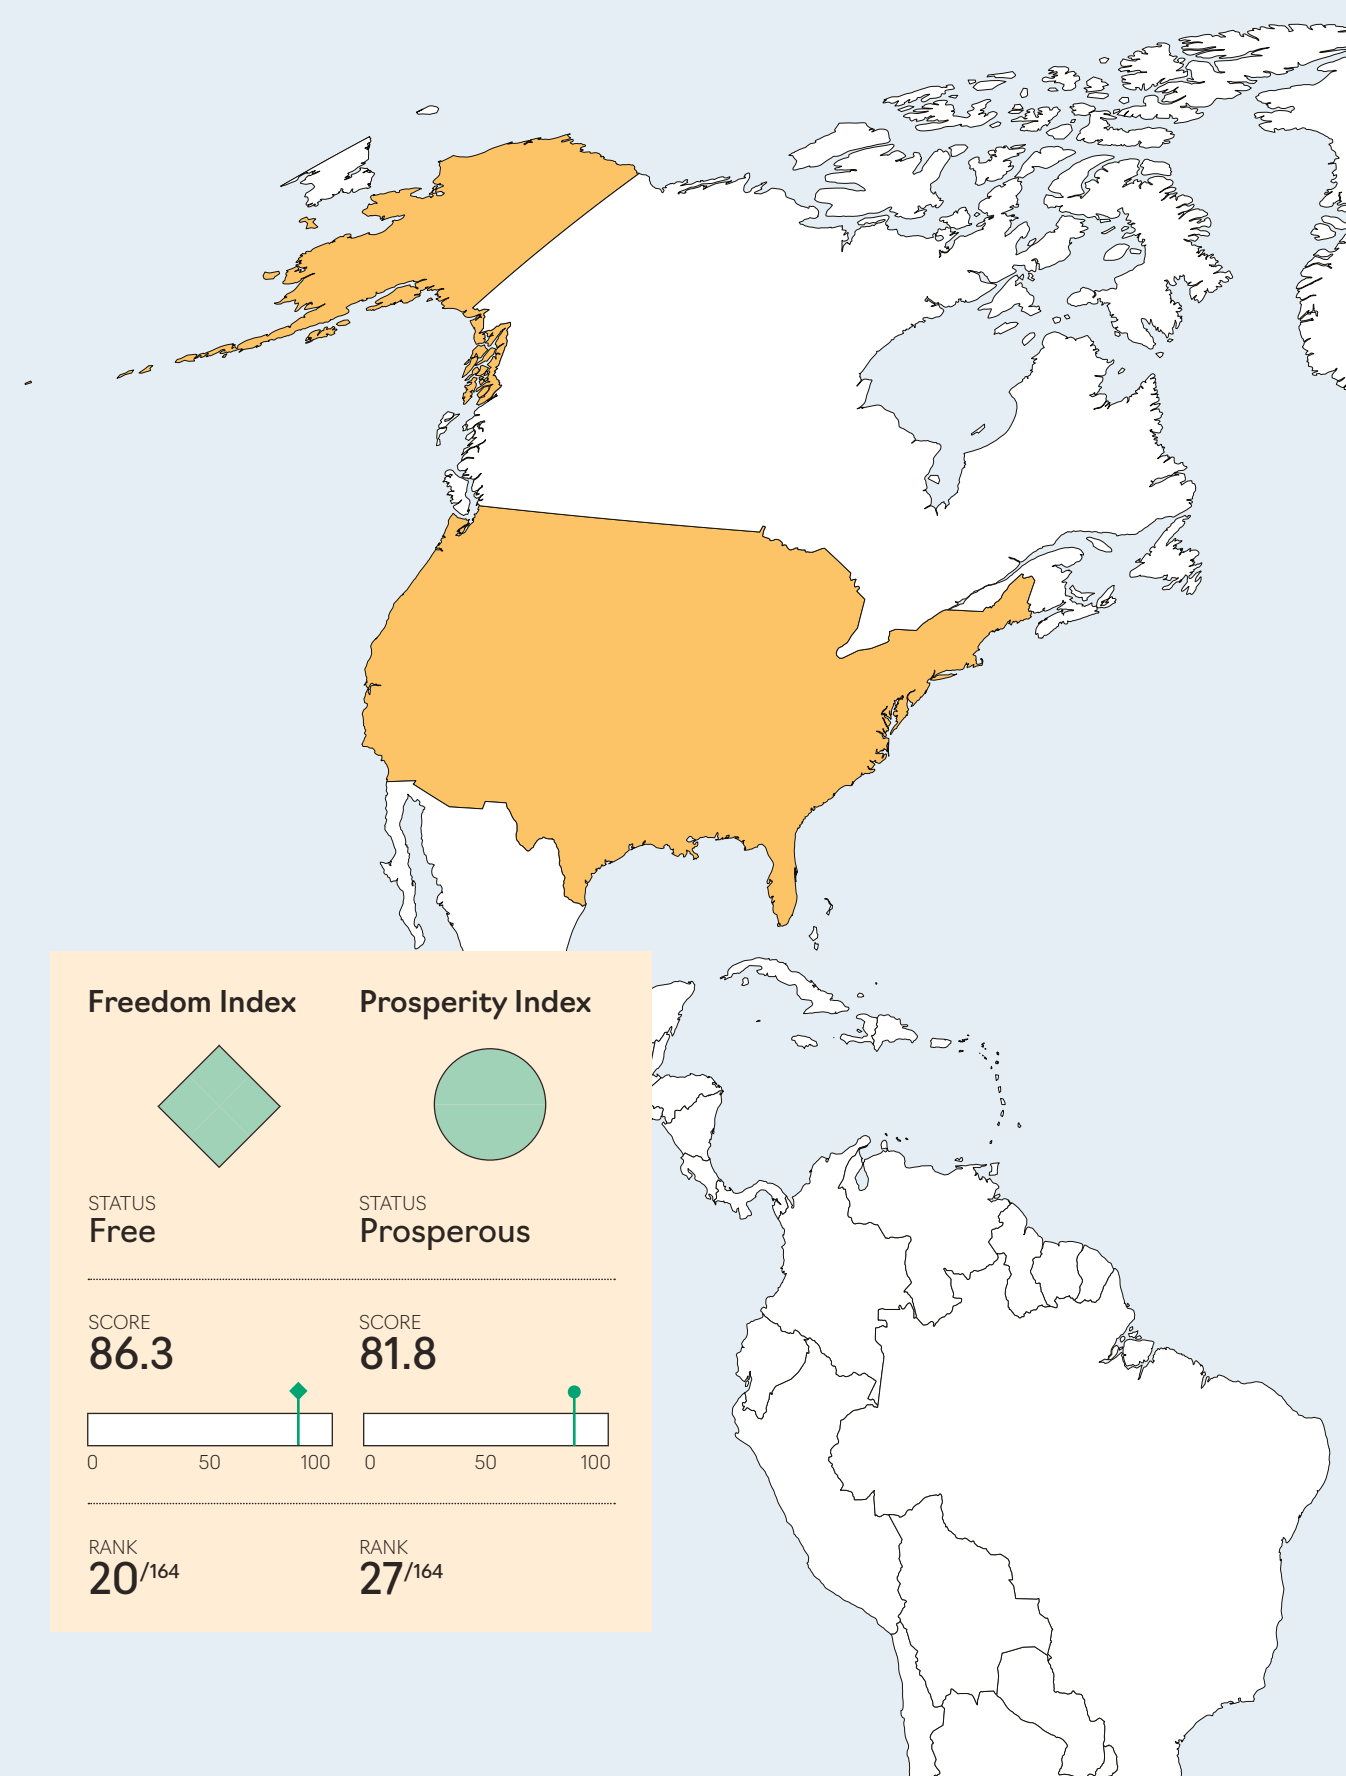 Freedom Index
Prosperity Index
STATUS
Free
STATUS
Prosperous
SCORE
86.3
SCORE
81.8
0 50 100
0 50 100
RANK
20/164
RANK
27/164